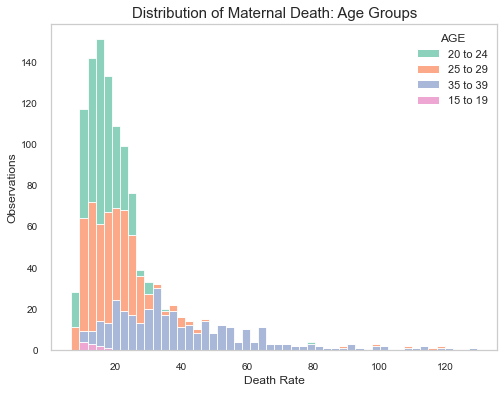 Distribution of Maternal Death: Age Groups
AGE
20 to 24
25 to 29
35 to 39
15 to 19
140
120
100
80
60
40
20
0
Observations
20 40 60 80 100 120
Death Rate